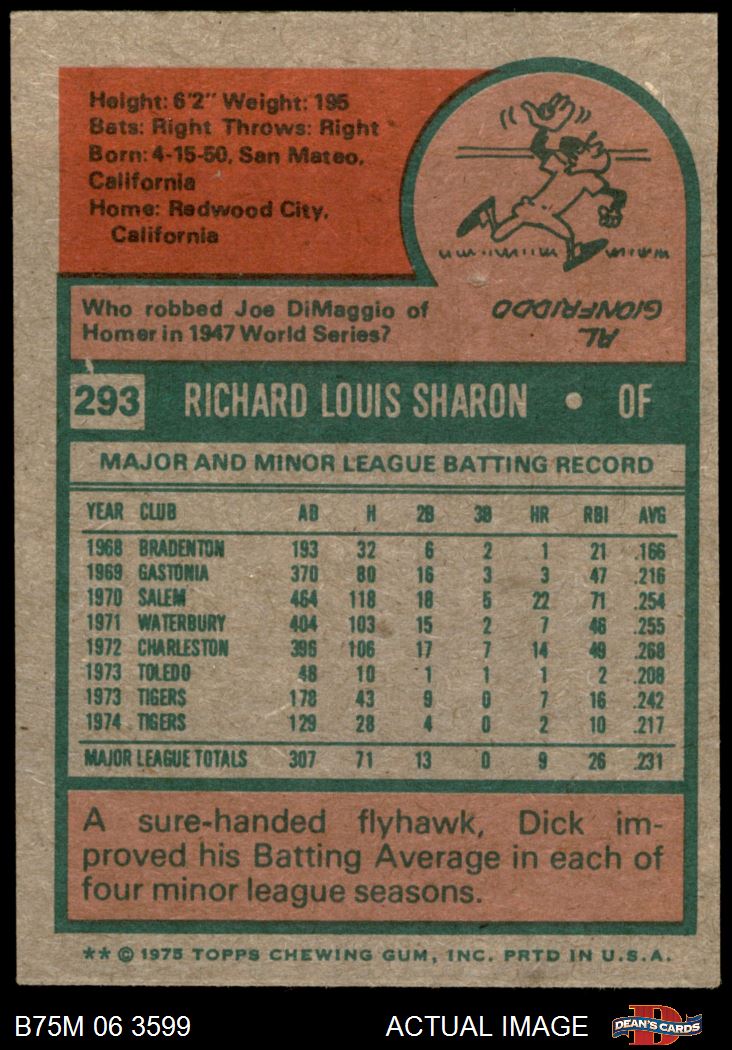 Height: 6'2" Weight: 195
Bats: Right Throws: Right
Born: 4-15-50, San Mateo,
California
Home: Redwood City,
California
Who robbed Joe DiMaggio of
Homer in 1947 World Series?
AL
GIONFRIDDO
293 RICHARD LOUIS SHARON • OF
MAJOR AND MINOR LEAGUE BATTING RECORD
YEAR CLUB AB H 2B 3B HR RBI AVG
1968 BRADENTON 193 32 6 2 1 21 .166
1969 GASTONIA 370 80 16 3 3 47 .216
1970 SALEM 464 118 18 5 22 71 .254
1971 WATERBURY 404 103 15 2 7 46 .255
1972 CHARLESTON 396 106 17 7 14 49 .268
1973 TOLEDO 48 10 1 1 1 2 .208
1973 TIGERS 178 43 9 0 7 16 .242
1974 TIGERS 129 28 4 0 2 10 .217
MAJOR LEAGUE TOTALS 307 71 13 0 9 26 .231
A sure-handed flyhawk, Dick im-
proved his Batting Average in each of
four minor league seasons.
** © 1975 TOPPS CHEWING GUM, INC. PRTD IN U.S.A.
B75M 06 3599 ACTUAL IMAGE DEAN'S CARDS